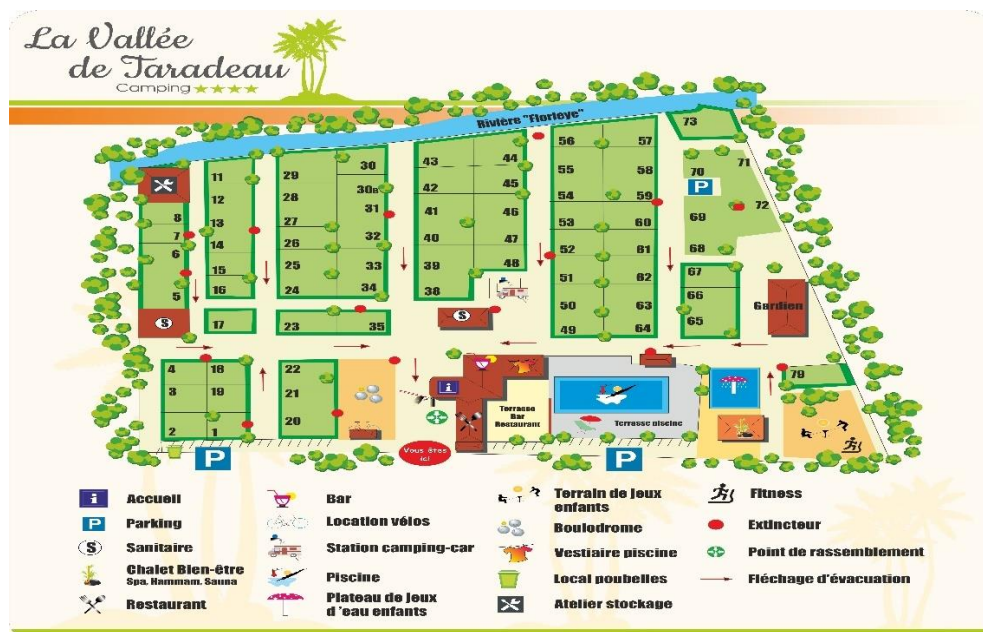 La Vallée
de Taradeau
Camping
Rivière "Florieye"
73
56 57
30 43 44 71
11 29 55 58 70 P
12 28 30B 42 45 54 59 72
8 13 27 31 41 46 53 60 69
7 14 26 32 40 47 52 61 68
6 15 25 33 39 48 51 62 67
5 16 24 34 38 50 63 66
S 17 23 35 S 49 64 65 Gardien
4 18 22 i 79
3 19 21
2 1 20
Terrasse
Bar
Restaurant
Terrasse piscine
P
Vous êtes
ici
P
i Accueil
P Parking
S Sanitaire
Chalet Bien-être
Spa, Hammam, Sauna
Restaurant
Bar
Location vélos
Station camping-car
Piscine
Plateau de jeux
d 'eau enfants
Terrain de jeux
enfants
Boulodrome
Vestiaire piscine
Local poubelles
Atelier stockage
Fitness
Extincteur
Point de rassemblement
Fléchage d'évacuation